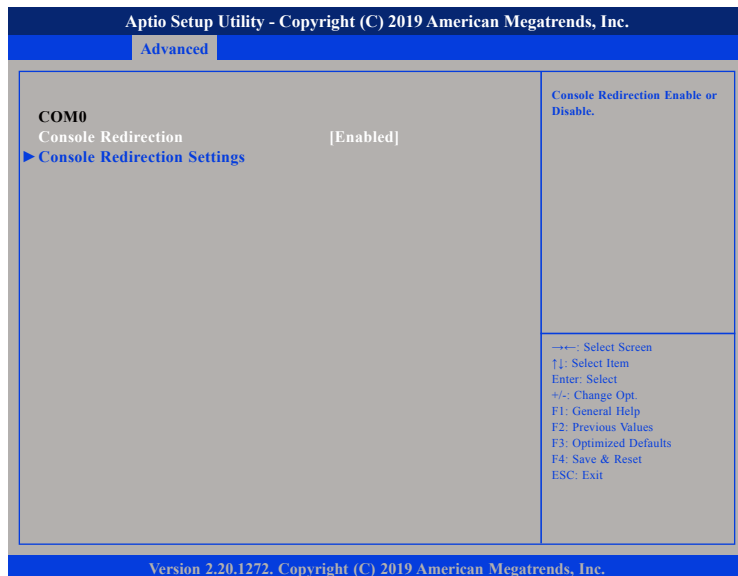 Aptio Setup Utility - Copyright (C) 2019 American Megatrends, Inc.
Advanced
COM0
Console Redirection [Enabled]
►Console Redirection Settings
Console Redirection Enable or
Disable.
→←: Select Screen
↑↓: Select Item
Enter: Select
+/-: Change Opt.
F1: General Help
F2: Previous Values
F3: Optimized Defaults
F4: Save & Reset
ESC: Exit
Version 2.20.1272. Copyright (C) 2019 American Megatrends, Inc.